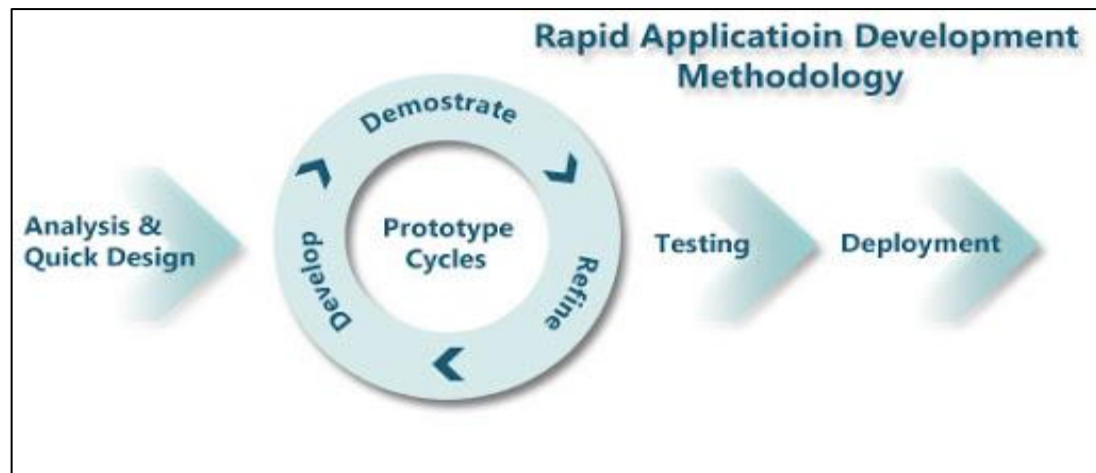 Rapid Applicatioin Development
Methodology
Analysis &
Quick Design
Demostrate
Develop
Refine
Prototype
Cycles
Testing
Deployment